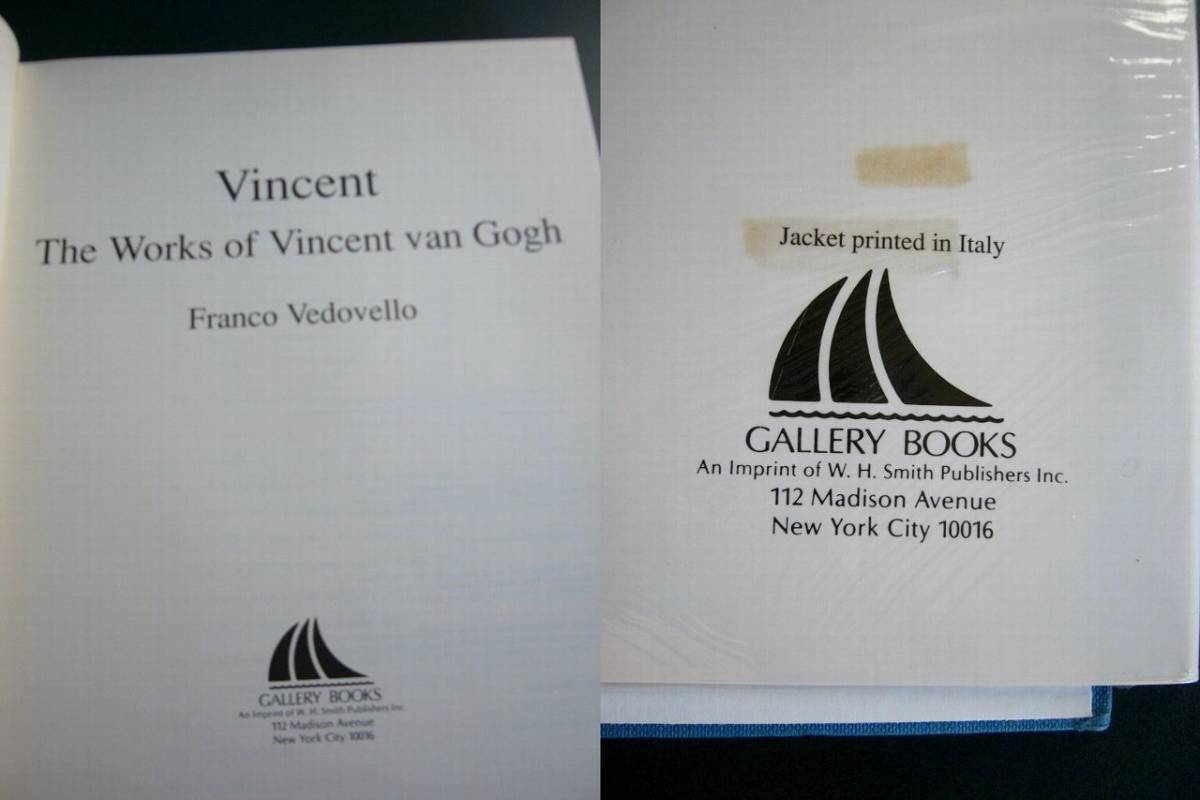 Vincent
The Works of Vincent van Gogh
Franco Vedovello
GALLERY BOOKS
An Imprint of W. H. Smith Publishers Inc.
112 Madison Avenue
New York City 10016
Jacket printed in Italy
GALLERY BOOKS
An Imprint of W. H. Smith Publishers Inc.
112 Madison Avenue
New York City 10016